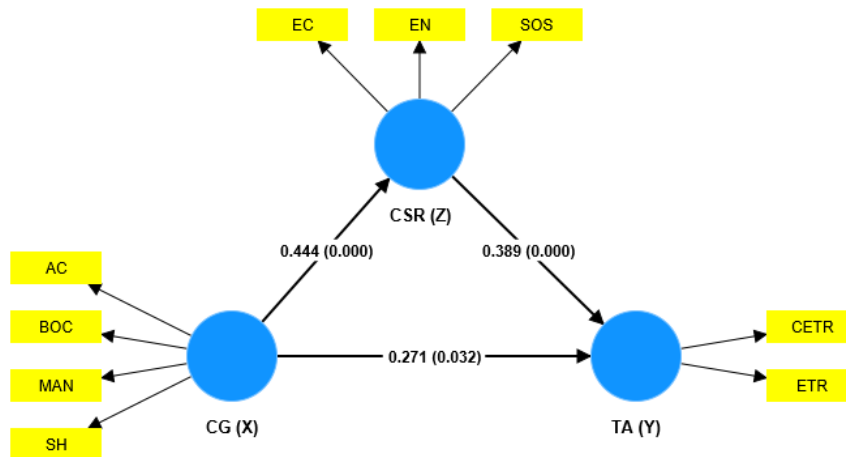 EC
EN
SOS
CSR (Z)
0.444 (0.000)
0.389 (0.000)
AC
BOC
MAN
SH
CG (X)
0.271 (0.032)
TA (Y)
CETR
ETR